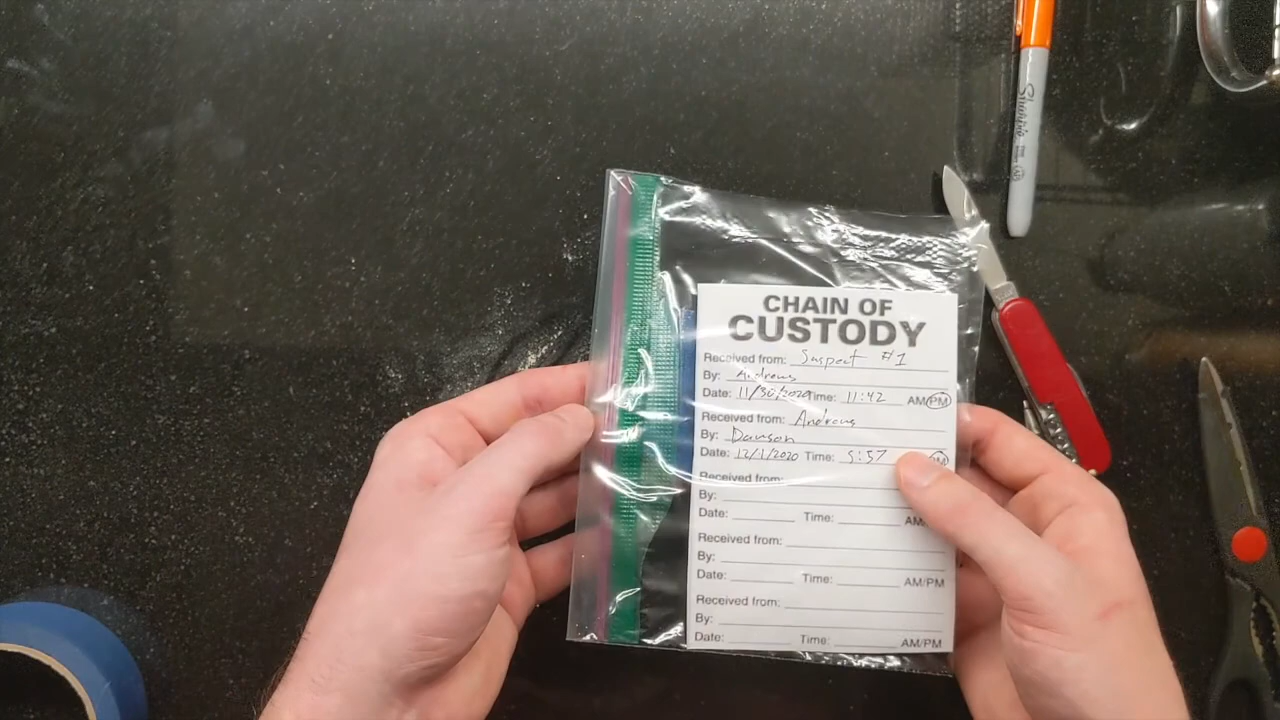 Sharpie
CHAIN OF
CUSTODY
Received from: Suspect #1
By: Andrews
Date: 11/30/2020 Time: 11:42 AM/PM
Received from: Andrews
By: Dawson
Date: 12/1/2020 Time: 5:57
Received from:
By:
Date: Time: AM
Received from:
By:
Date: Time: AM/PM
Received from:
By:
Date: Time: AM/PM